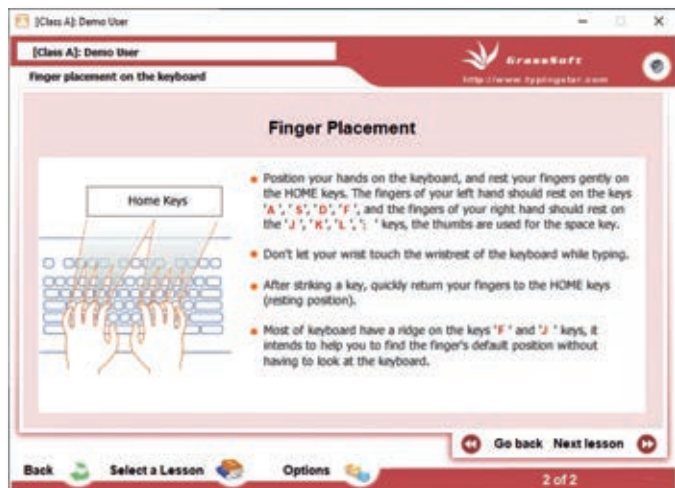 [Class A]: Demo User
[Class A]: Demo User
GrassSoft
Finger placement on the keyboard
http://www.typingstar.com
Finger Placement
Home Keys
Position your hands on the keyboard, and rest your fingers gently on
the HOME keys. The fingers of your left hand should rest on the keys
'A', 'S', 'D', 'F', and the fingers of your right hand should rest on
the 'J', 'K', 'L', '; ' keys, the thumbs are used for the space key.
Don't let your wrist touch the wristrest of the keyboard while typing.
After striking a key, quickly return your fingers to the HOME keys
(resting position).
Most of keyboard have a ridge on the keys 'F ' and 'J ' keys, it
intends to help you to find the finger's default position without
having to look at the keyboard.
Go back Next lesson
Back Select a Lesson Options
2 of 2